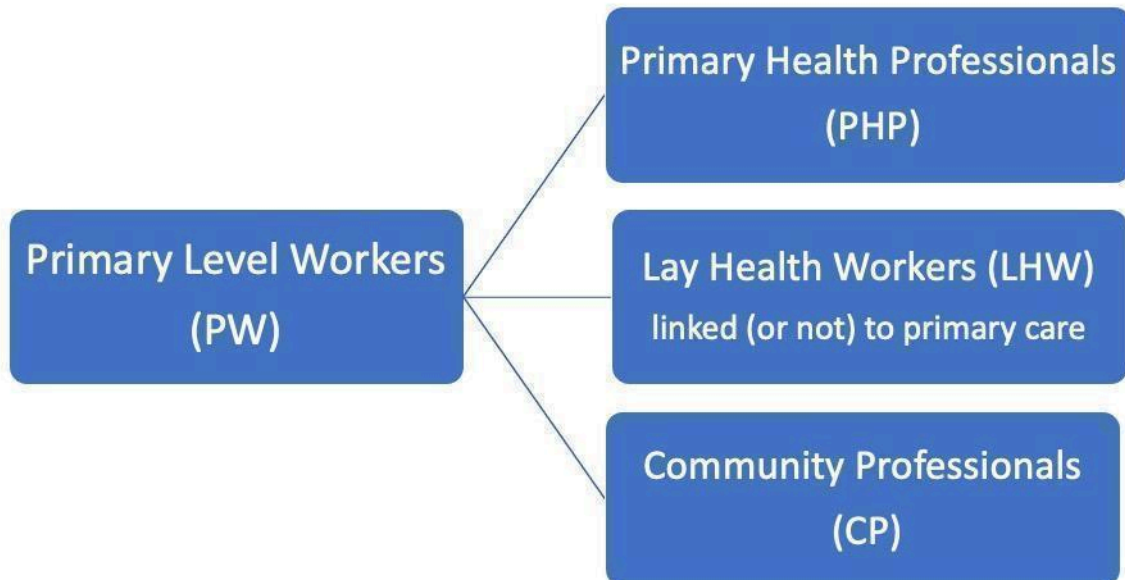 Primary Level Workers
(PW)
Primary Health Professionals
(PHP)
Lay Health Workers (LHW)
linked (or not) to primary care
Community Professionals
(CP)